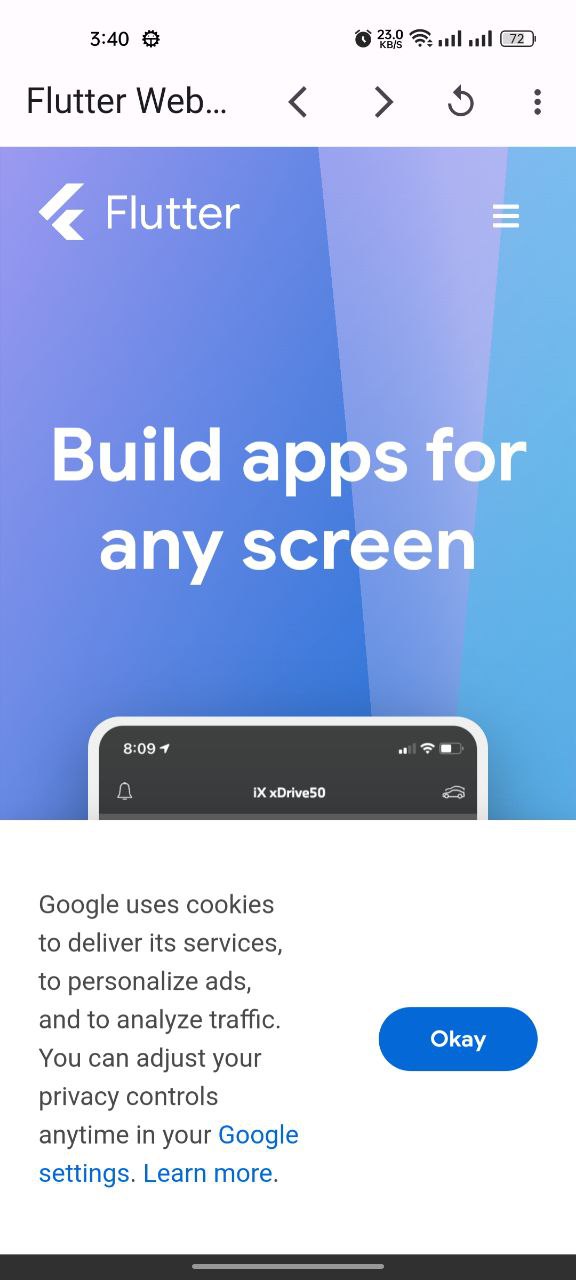 3:40 23.0 KB/S 72
Flutter Web...
Flutter
Build apps for
any screen
8:09
iX xDrive50
Google uses cookies
to deliver its services,
to personalize ads,
and to analyze traffic.
You can adjust your
privacy controls
anytime in your Google
settings. Learn more.
Okay